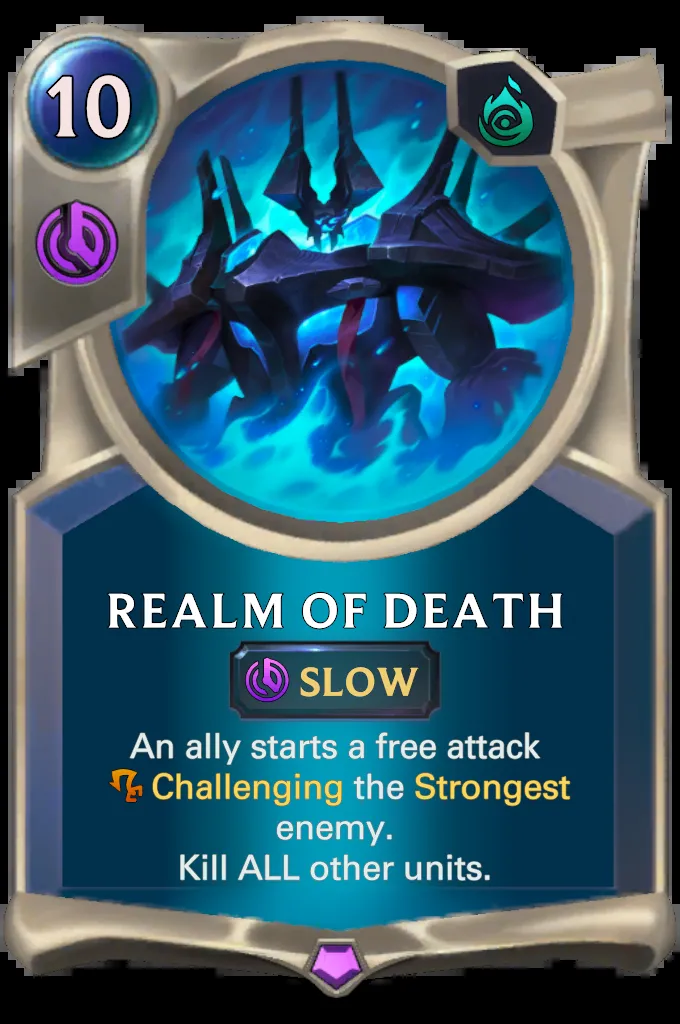 10
REALM OF DEATH
SLOW
An ally starts a free attack
Challenging the Strongest
enemy.
Kill ALL other units.